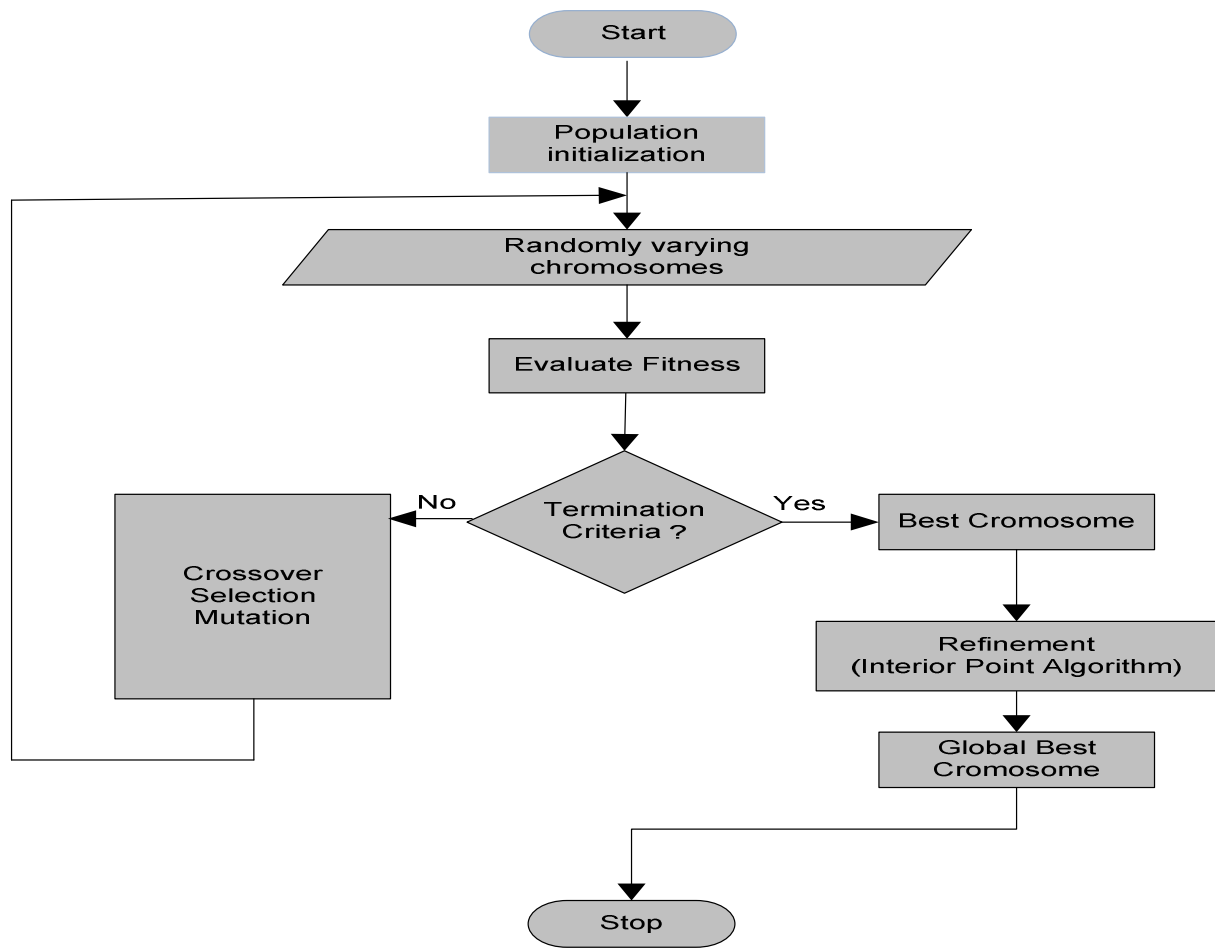 Start
Population
initialization
Randomly varying
chromosomes
Evaluate Fitness
Termination
Criteria ?
No
Yes
Crossover
Selection
Mutation
Best Cromosome
Refinement
(Interior Point Algorithm)
Global Best
Cromosome
Stop